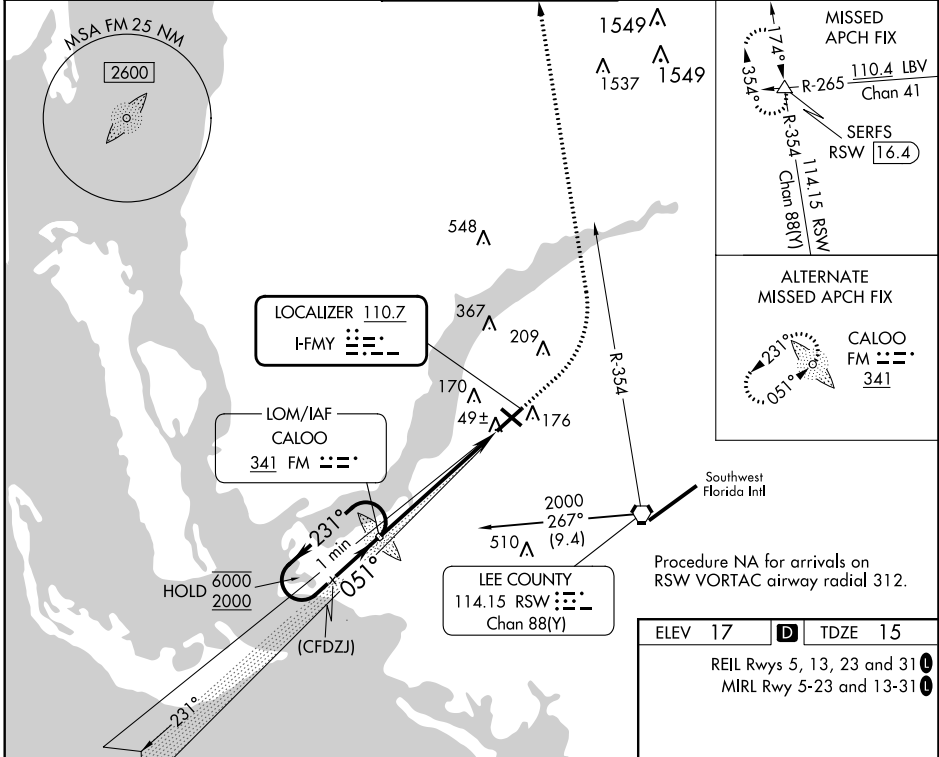 MSA FM 25 NM
2600
1549
1537
1549
MISSED
APCH FIX
174°
354°
R-265
110.4 LBV
Chan 41
SERFS
RSW 16.4
R-354
114.15 RSW
Chan 88(Y)
ALTERNATE
MISSED APCH FIX
231°
051°
CALOO
FM
341
548
LOCALIZER 110.7
I-FMY
367
209
R-354
170
49±
176
LOM/IAF
CALOO
341 FM
Southwest
Florida Intl
2000
267°
(9.4)
510
231°
1 min
051°
HOLD
6000
2000
(CFDZJ)
231°
LEE COUNTY
114.15 RSW
Chan 88(Y)
Procedure NA for arrivals on
RSW VORTAC airway radial 312.
ELEV 17 D TDZE 15
REIL Rwys 5, 13, 23 and 31 L
MIRL Rwy 5-23 and 13-31 L